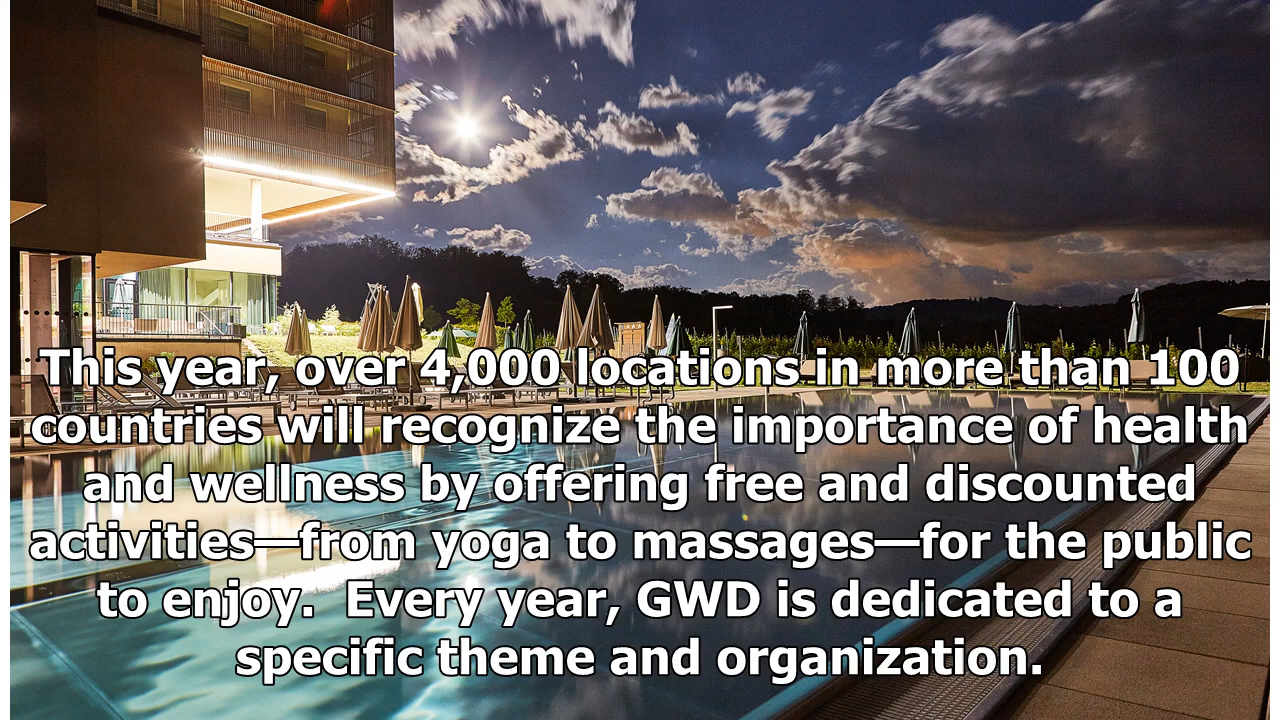 This year, over 4,000 locations in more than 100
countries will recognize the importance of health
and wellness by offering free and discounted
activities—from yoga to massages—for the public
to enjoy.  Every year, GWD is dedicated to a
specific theme and organization.